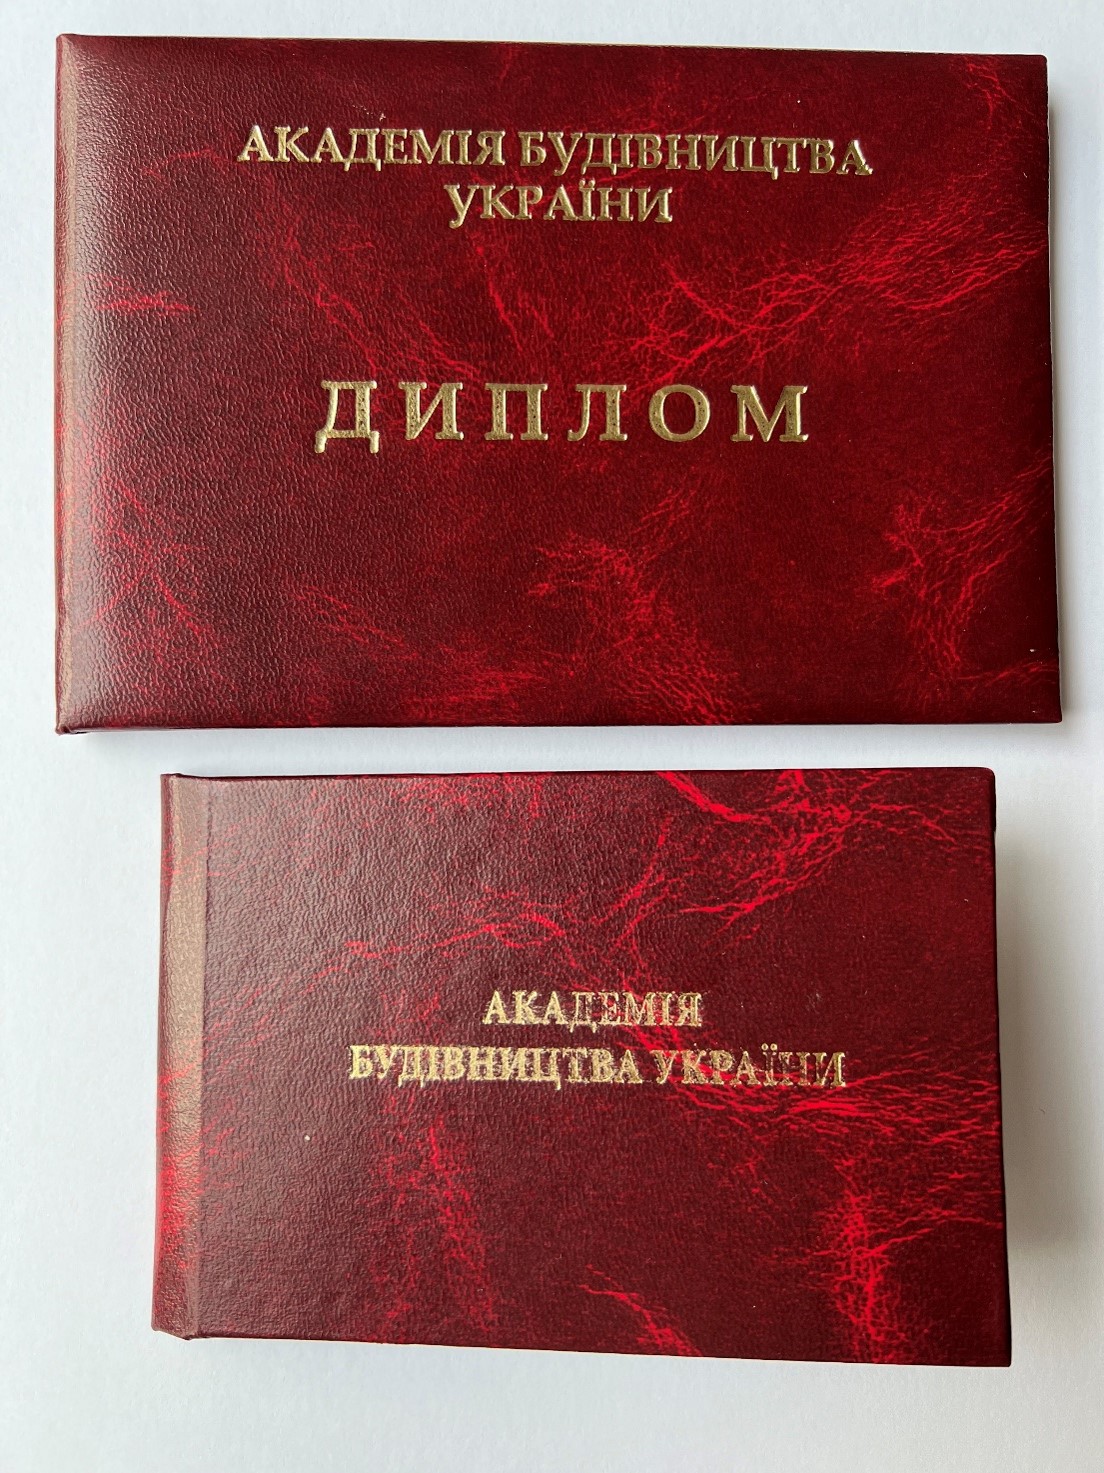 АКАДЕМІЯ БУДІВНИЦТВА
УКРАЇНИ
ДИПЛОМ
АКАДЕМІЯ
БУДІВНИЦТВА УКРАЇНИ